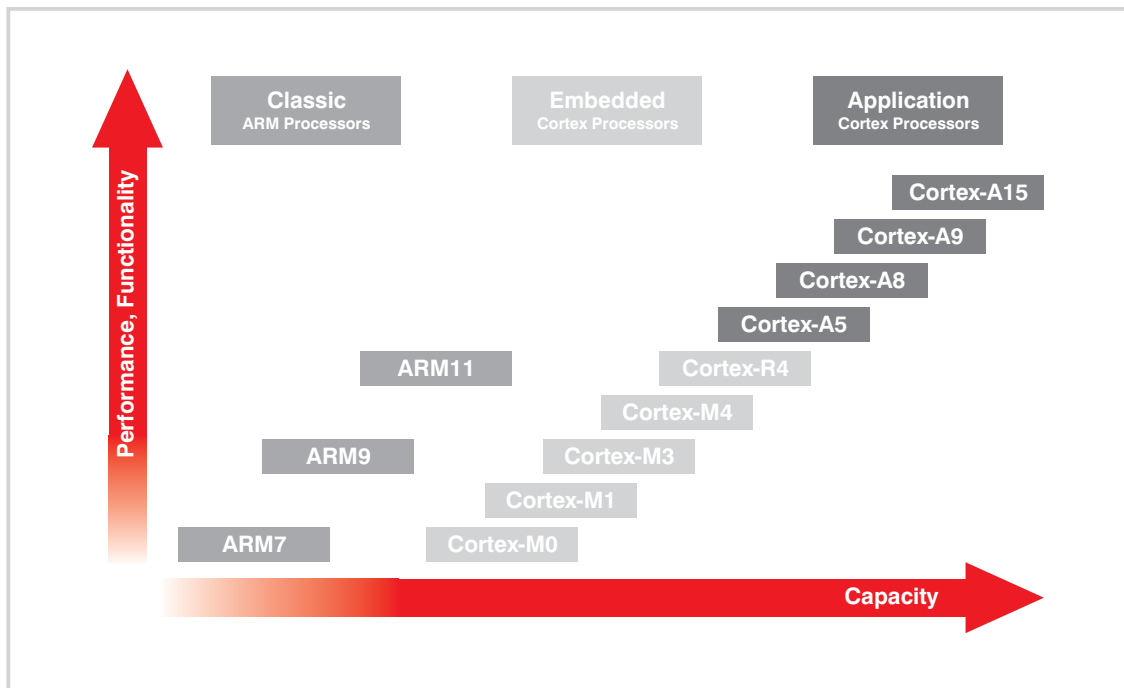 Classic
ARM Processors
Embedded
Cortex Processors
Application
Cortex Processors
Performance, Functionality
Cortex-A15
Cortex-A9
Cortex-A8
Cortex-A5
ARM11
Cortex-R4
Cortex-M4
ARM9
Cortex-M3
Cortex-M1
ARM7
Cortex-M0
Capacity